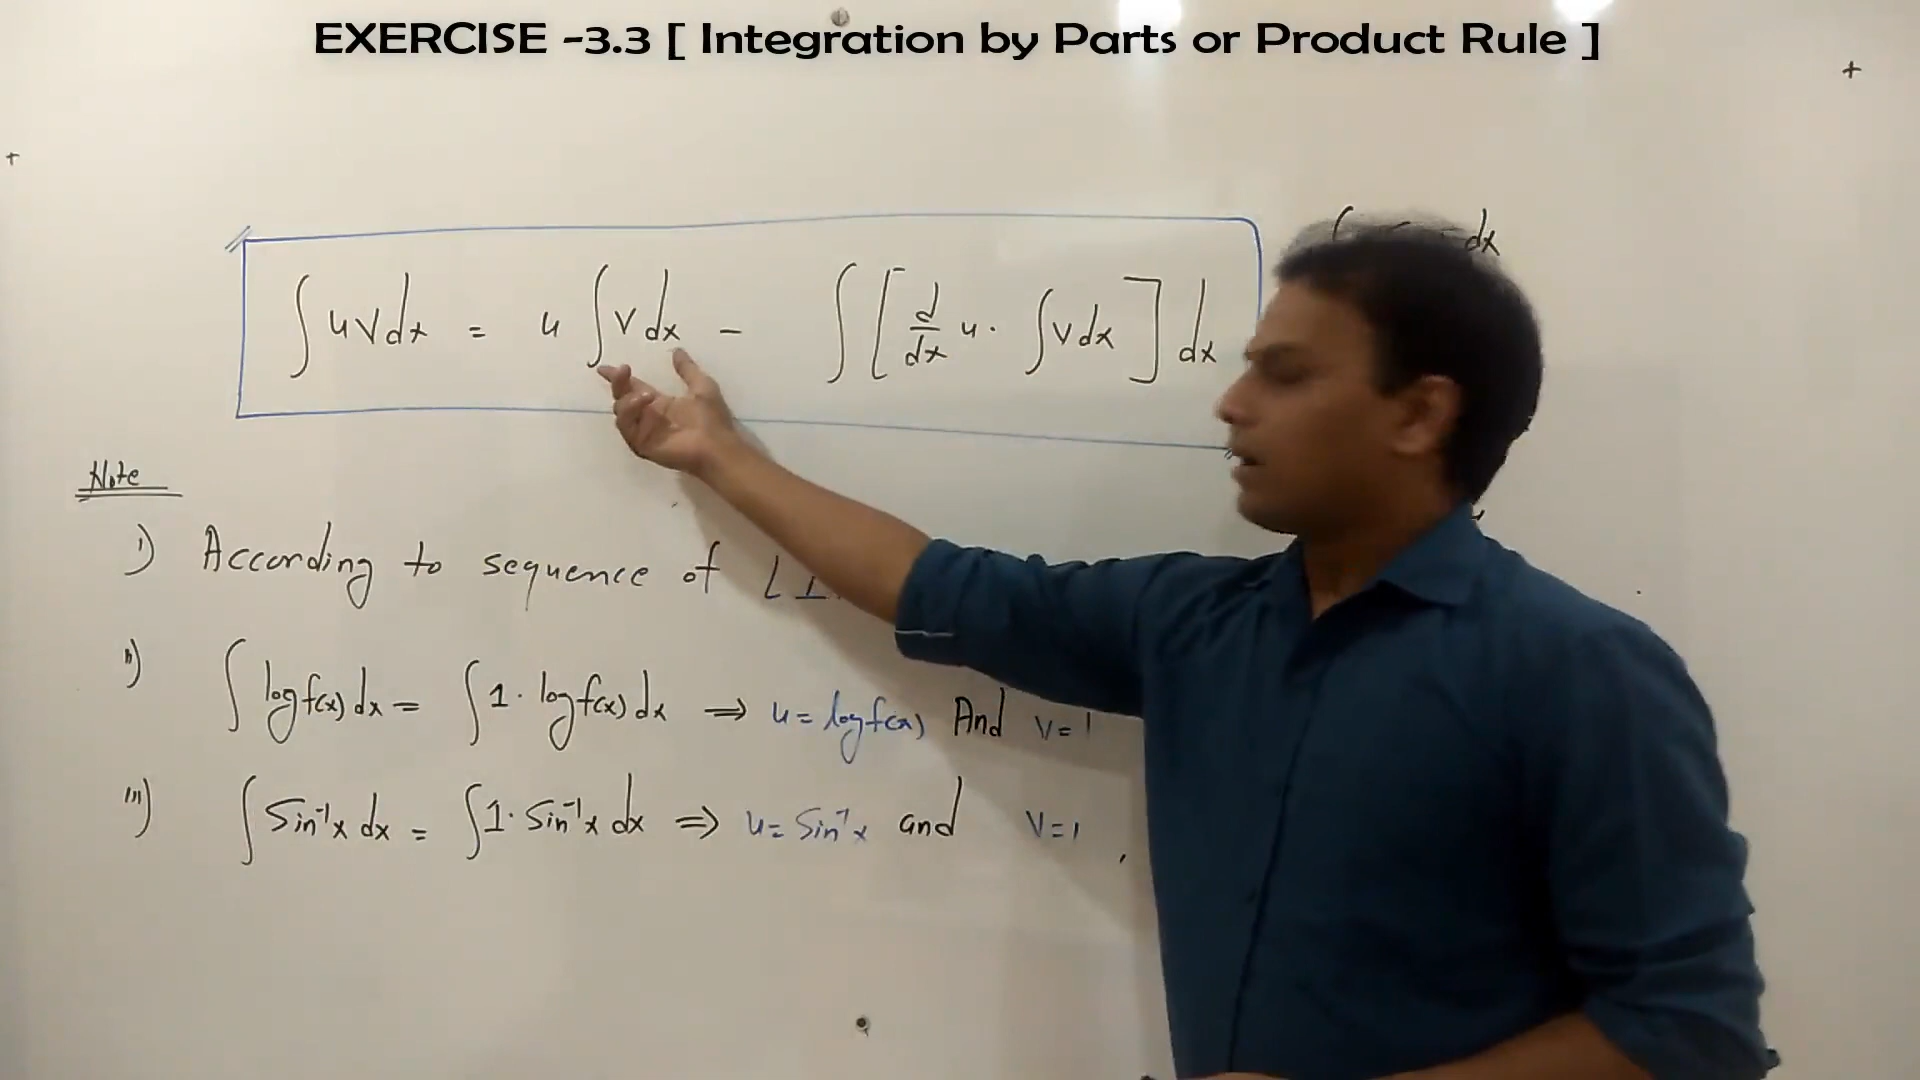 EXERCISE -3.3 [ Integration by Parts or Product Rule ]
dx
∫ u v dx = u ∫ v dx - ∫ [ d/dx u . ∫ v dx ] dx
Note
i) According to sequence of L I
ii) ∫ log f(x) dx = ∫ 1 . log f(x) dx ⇒ u = log f(x) And v = 1
iii) ∫ Sin⁻¹x dx = ∫ 1 . Sin⁻¹x dx ⇒ u = Sin⁻¹x and v = 1